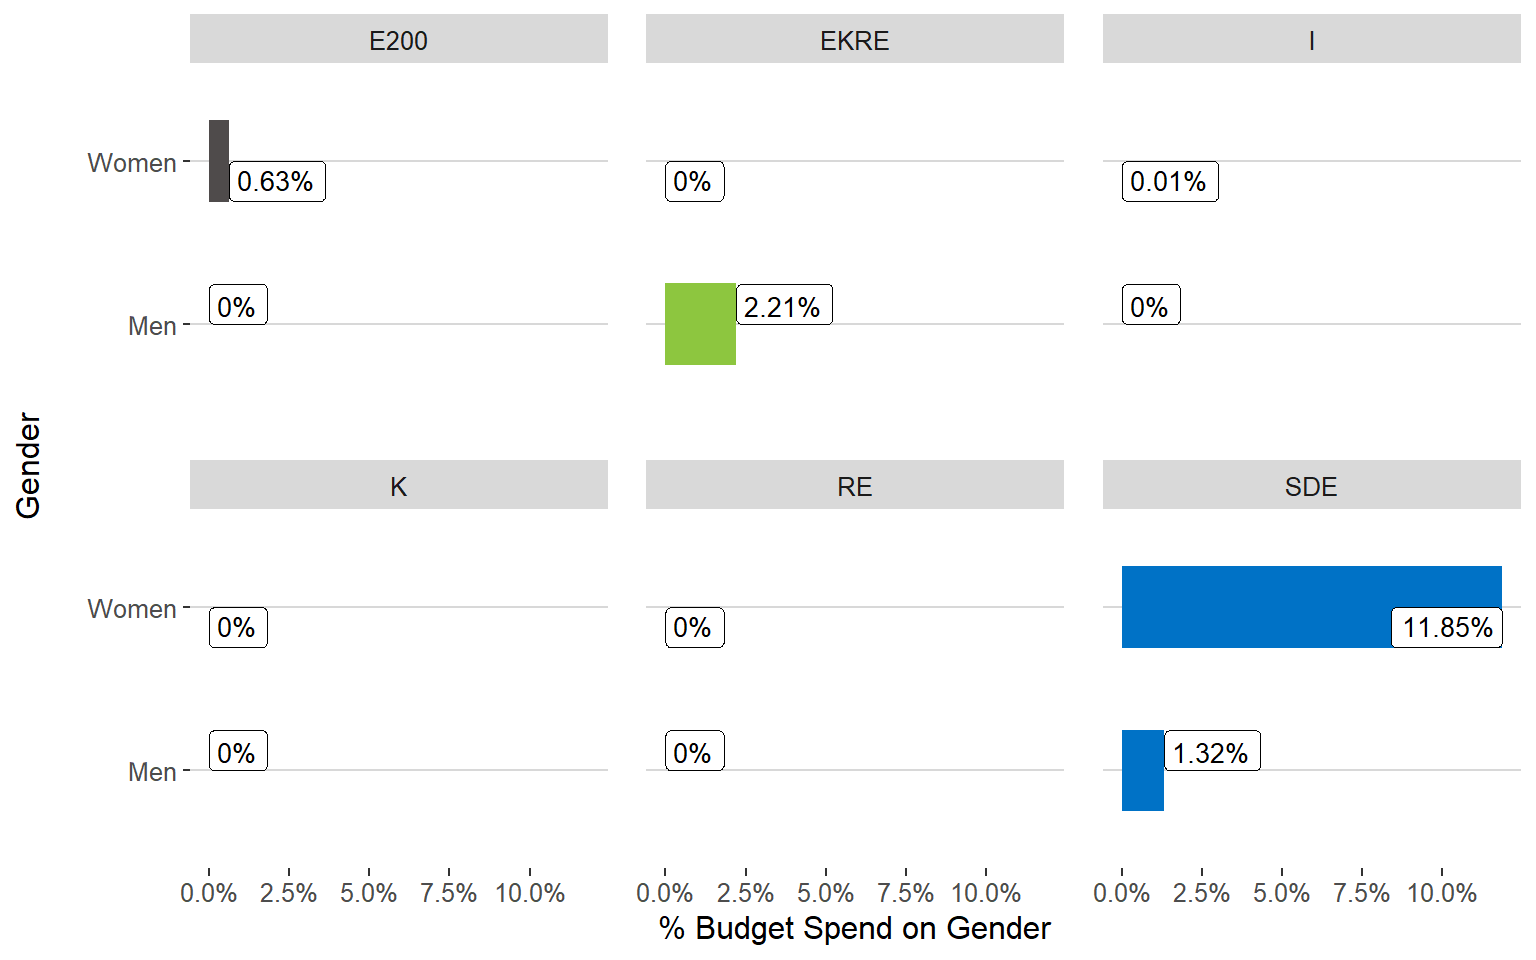 E200 EKRE I
Women 0.63% 0% 0.01%
Men 0% 2.21% 0%
Gender
K RE SDE
Women 0% 0% 11.85%
Men 0% 0% 1.32%
0.0% 2.5% 5.0% 7.5% 10.0% 0.0% 2.5% 5.0% 7.5% 10.0% 0.0% 2.5% 5.0% 7.5% 10.0%
% Budget Spend on Gender